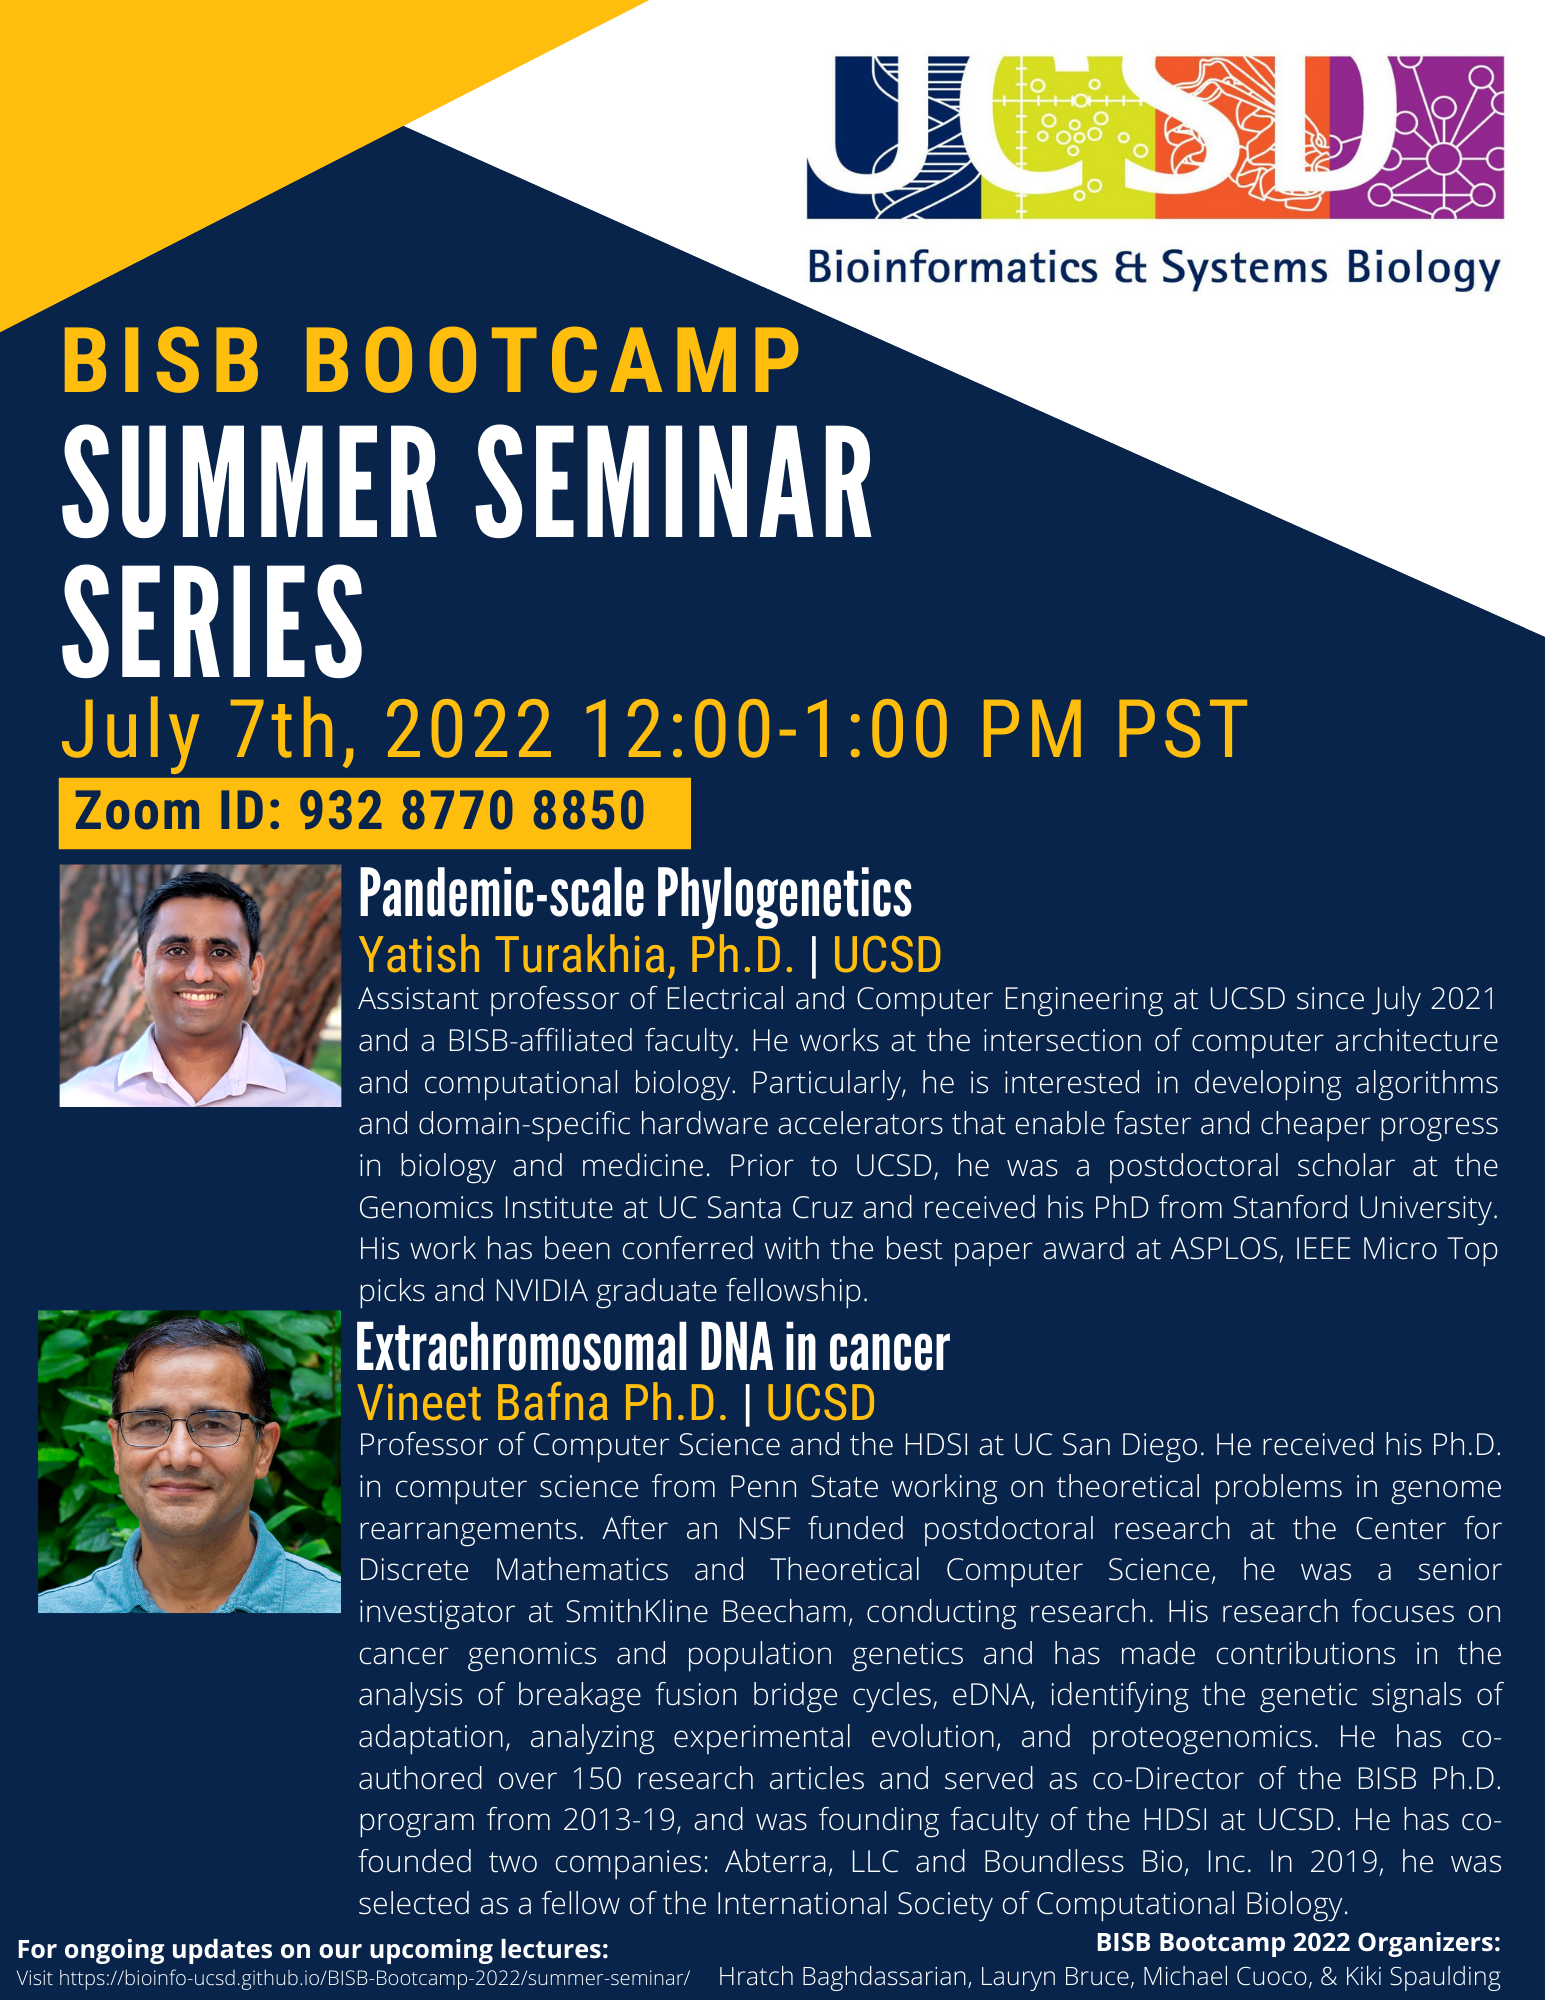 UCSD
Bioinformatics & Systems Biology
BISB BOOTCAMP
SUMMER SEMINAR
SERIES
July 7th, 2022 12:00-1:00 PM PST
Zoom ID: 932 8770 8850
Pandemic-scale Phylogenetics
Yatish Turakhia, Ph.D. | UCSD
Assistant professor of Electrical and Computer Engineering at UCSD since July 2021
and a BISB-affiliated faculty. He works at the intersection of computer architecture
and computational biology. Particularly, he is interested in developing algorithms
and domain-specific hardware accelerators that enable faster and cheaper progress
in biology and medicine. Prior to UCSD, he was a postdoctoral scholar at the
Genomics Institute at UC Santa Cruz and received his PhD from Stanford University.
His work has been conferred with the best paper award at ASPLOS, IEEE Micro Top
picks and NVIDIA graduate fellowship.
Extrachromosomal DNA in cancer
Vineet Bafna Ph.D. | UCSD
Professor of Computer Science and the HDSI at UC San Diego. He received his Ph.D.
in computer science from Penn State working on theoretical problems in genome
rearrangements. After an NSF funded postdoctoral research at the Center for
Discrete Mathematics and Theoretical Computer Science, he was a senior
investigator at SmithKline Beecham, conducting research. His research focuses on
cancer genomics and population genetics and has made contributions in the
analysis of breakage fusion bridge cycles, eDNA, identifying the genetic signals of
adaptation, analyzing experimental evolution, and proteogenomics. He has co-
authored over 150 research articles and served as co-Director of the BISB Ph.D.
program from 2013-19, and was founding faculty of the HDSI at UCSD. He has co-
founded two companies: Abterra, LLC and Boundless Bio, Inc. In 2019, he was
selected as a fellow of the International Society of Computational Biology.
For ongoing updates on our upcoming lectures:
Visit https://bioinfo-ucsd.github.io/BISB-Bootcamp-2022/summer-seminar/
BISB Bootcamp 2022 Organizers:
Hratch Baghdassarian, Lauryn Bruce, Michael Cuoco, & Kiki Spaulding